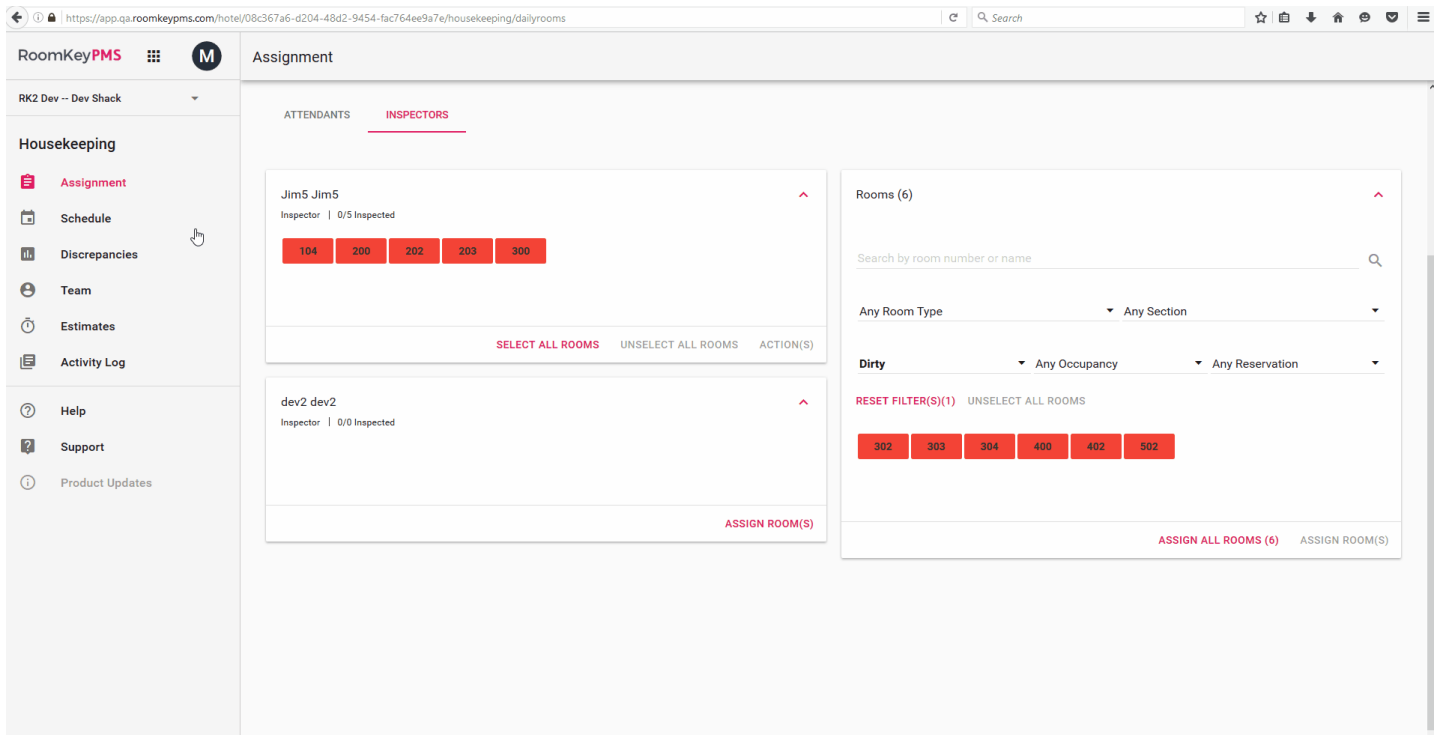 https://app.qa.roomkeypms.com/hotel/08c367a6-d204-48d2-9454-fac764ee9a7e/housekeeping/dailyrooms
Search
RoomKeyPMS
M
Assignment
RK2 Dev -- Dev Shack
ATTENDANTS INSPECTORS
Housekeeping
Assignment
Schedule
Discrepancies
Team
Estimates
Activity Log
Help
Support
Product Updates
Jim5 Jim5
Inspector | 0/5 Inspected
104 200 202 203 300
SELECT ALL ROOMS UNSELECT ALL ROOMS ACTION(S)
dev2 dev2
Inspector | 0/0 Inspected
ASSIGN ROOM(S)
Rooms (6)
Search by room number or name
Any Room Type Any Section
Dirty Any Occupancy Any Reservation
RESET FILTER(S)(1) UNSELECT ALL ROOMS
302 303 304 400 402 502
ASSIGN ALL ROOMS (6) ASSIGN ROOM(S)